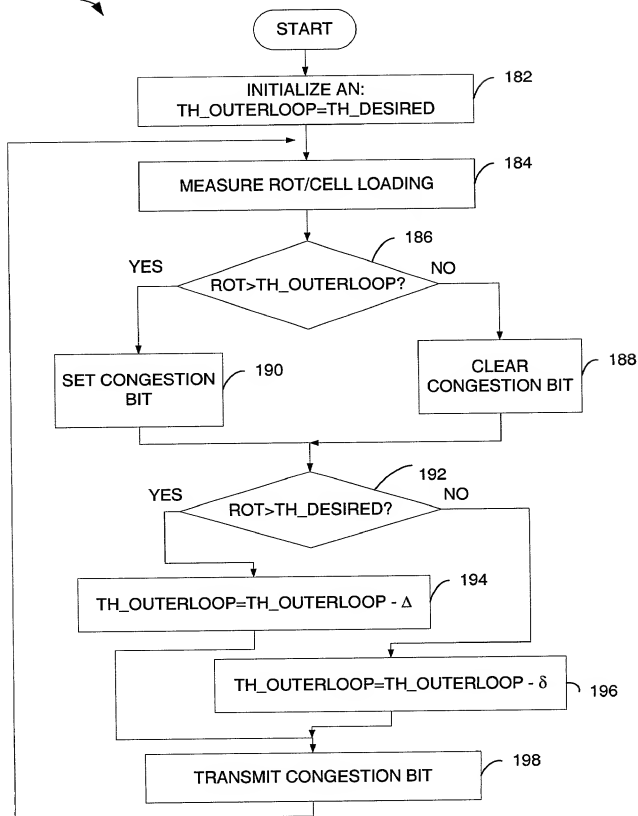 START
INITIALIZE AN:
TH_OUTERLOOP=TH_DESIRED
182
MEASURE ROT/CELL LOADING
184
186
YES
NO
ROT>TH_OUTERLOOP?
SET CONGESTION
BIT
190
CLEAR
CONGESTION BIT
188
192
YES
NO
ROT>TH_DESIRED?
TH_OUTERLOOP=TH_OUTERLOOP - Δ
194
TH_OUTERLOOP=TH_OUTERLOOP - δ
196
TRANSMIT CONGESTION BIT
198